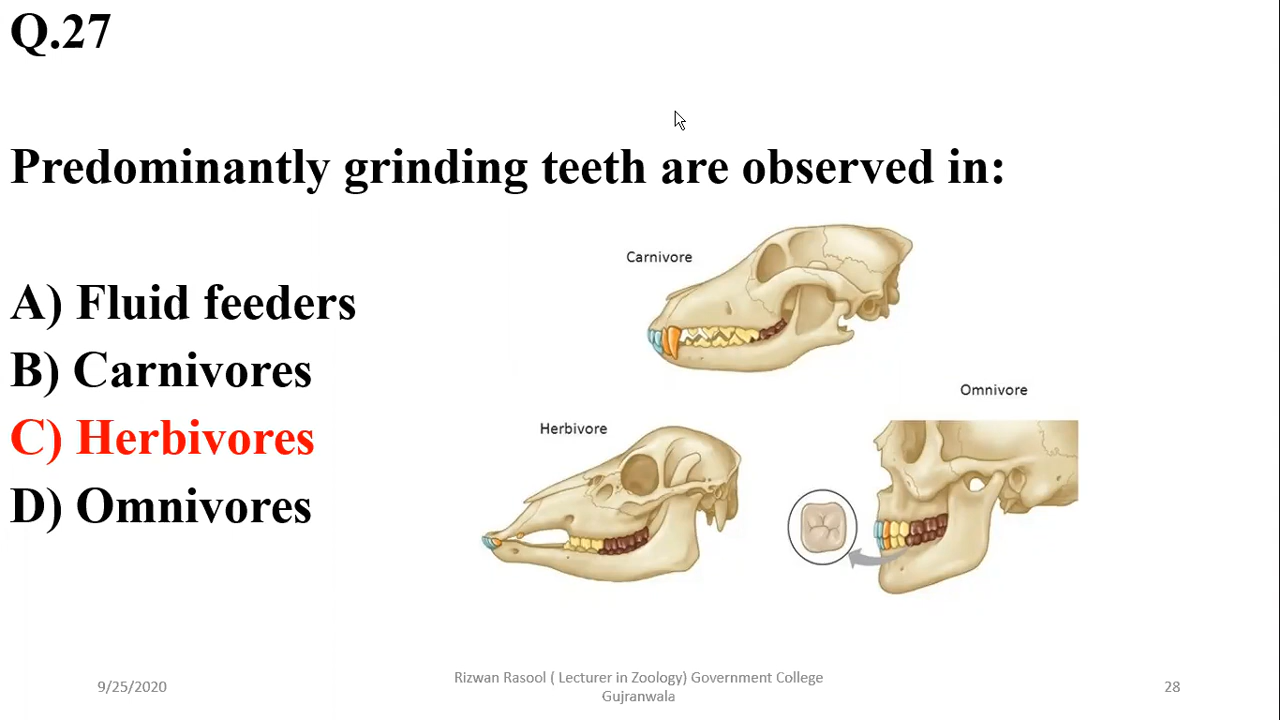 Q.27
Predominantly grinding teeth are observed in:
Carnivore
A) Fluid feeders
B) Carnivores
Omnivore
Herbivore
C) Herbivores
D) Omnivores
9/25/2020
Rizwan Rasool ( Lecturer in Zoology) Government College
Gujranwala
28